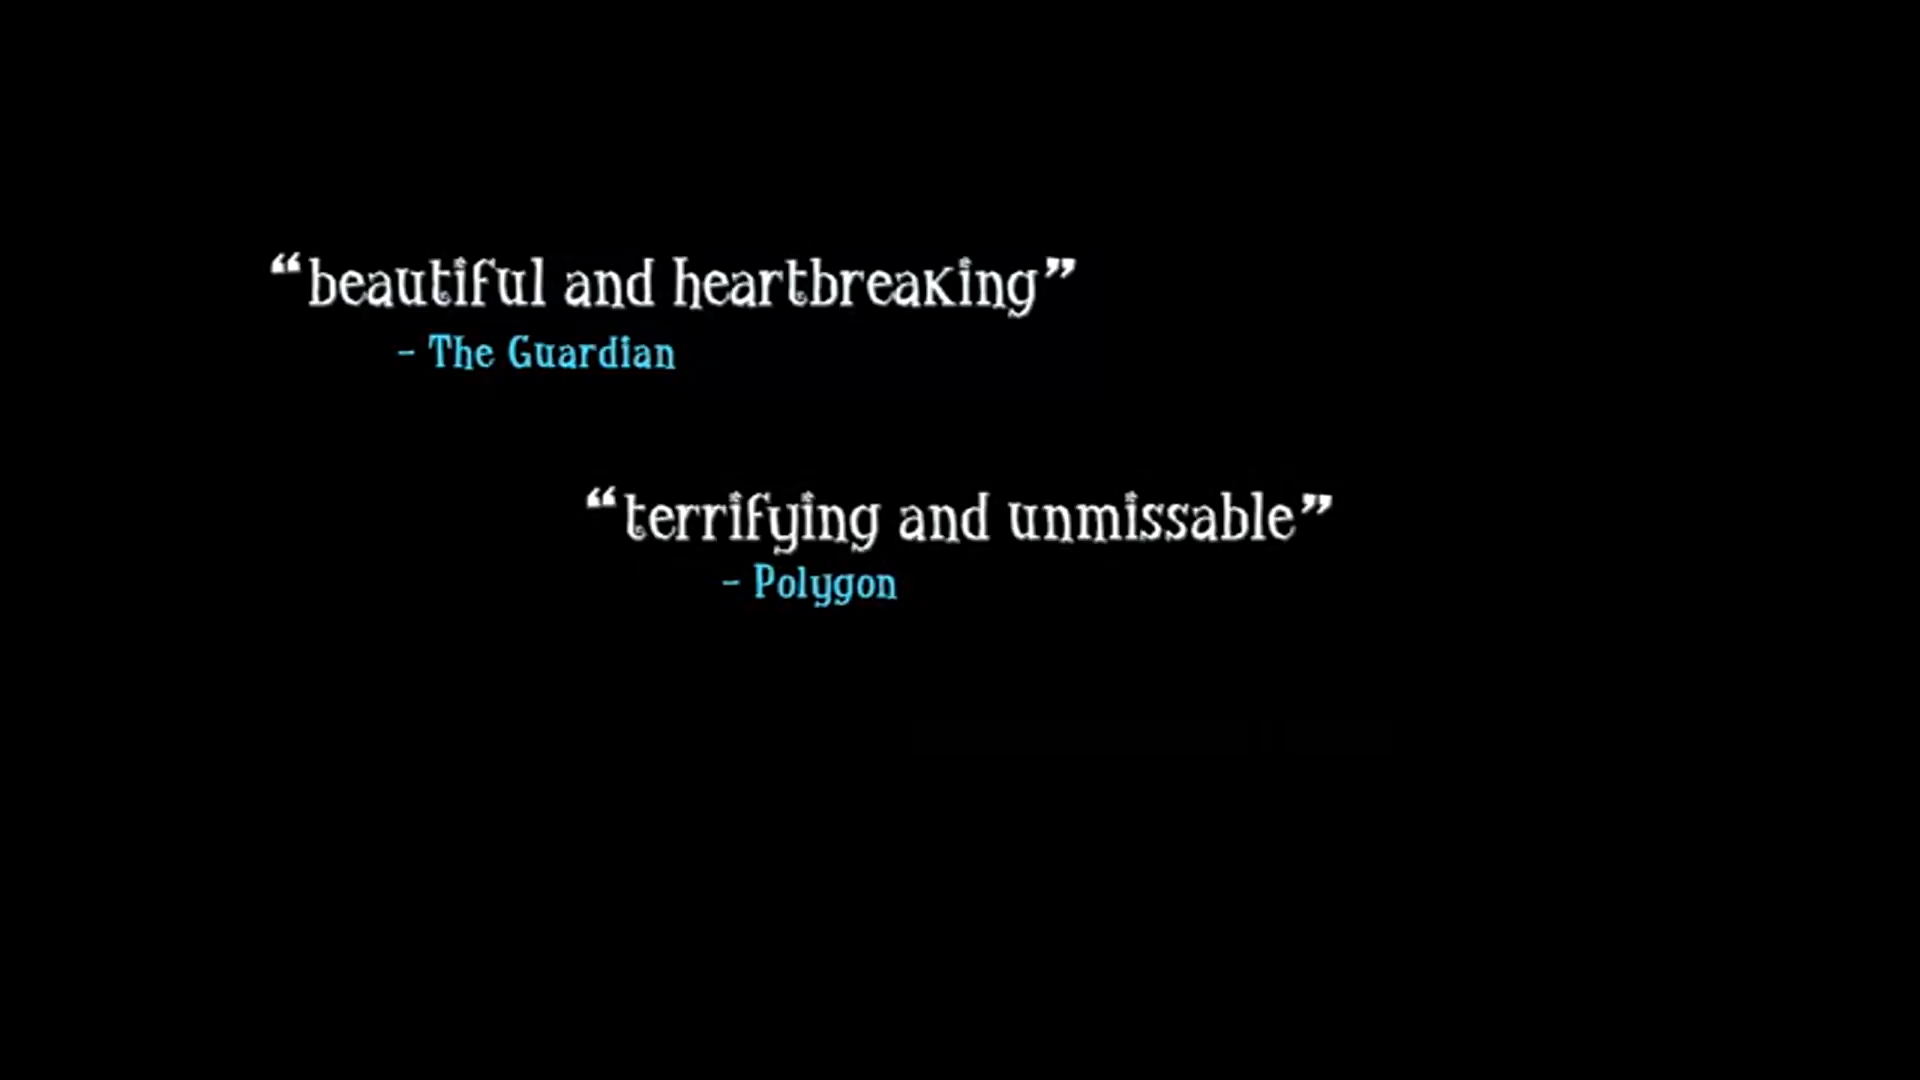 “beautiful and heartbreaking”
- The Guardian
“terrifying and unmissable”
- Polygon